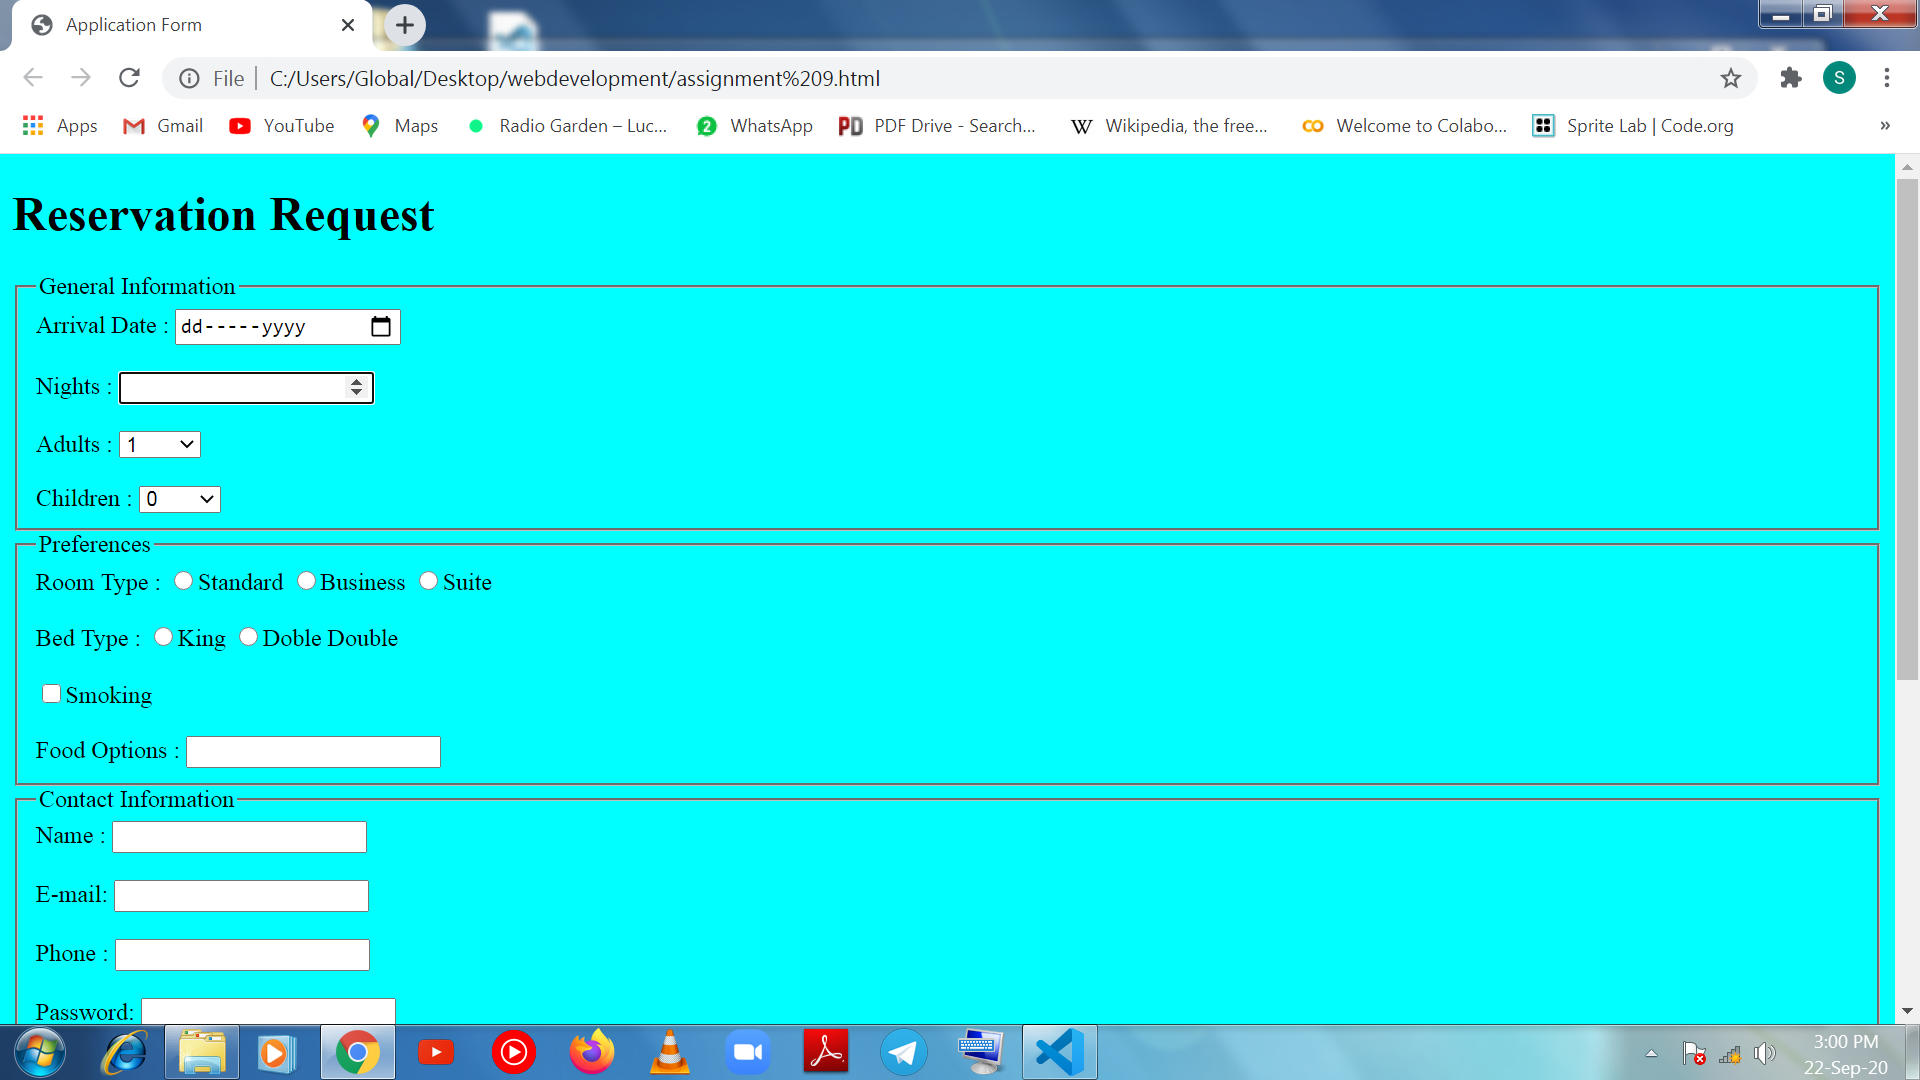 Application Form
File
C:/Users/Global/Desktop/webdevelopment/assignment%209.html
S
Apps
Gmail
YouTube
Maps
Radio Garden – Luc...
2
WhatsApp
PD
PDF Drive - Search...
W
Wikipedia, the free...
Welcome to Colabo...
Sprite Lab | Code.org
»
Reservation Request
General Information
Arrival Date : dd-----yyyy
Nights :
Adults : 1
Children : 0
Preferences
Room Type : Standard Business Suite
Bed Type : King Doble Double
Smoking
Food Options :
Contact Information
Name :
E-mail:
Phone :
Password:
3:00 PM
22-Sep-20